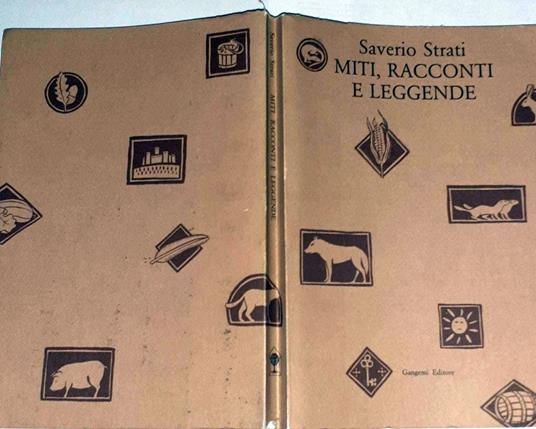 Saverio Strati
MITI, RACCONTI
E LEGGENDE
Gangemi Editore
Saverio Strati MITI, RACCONTI E LEGGENDE